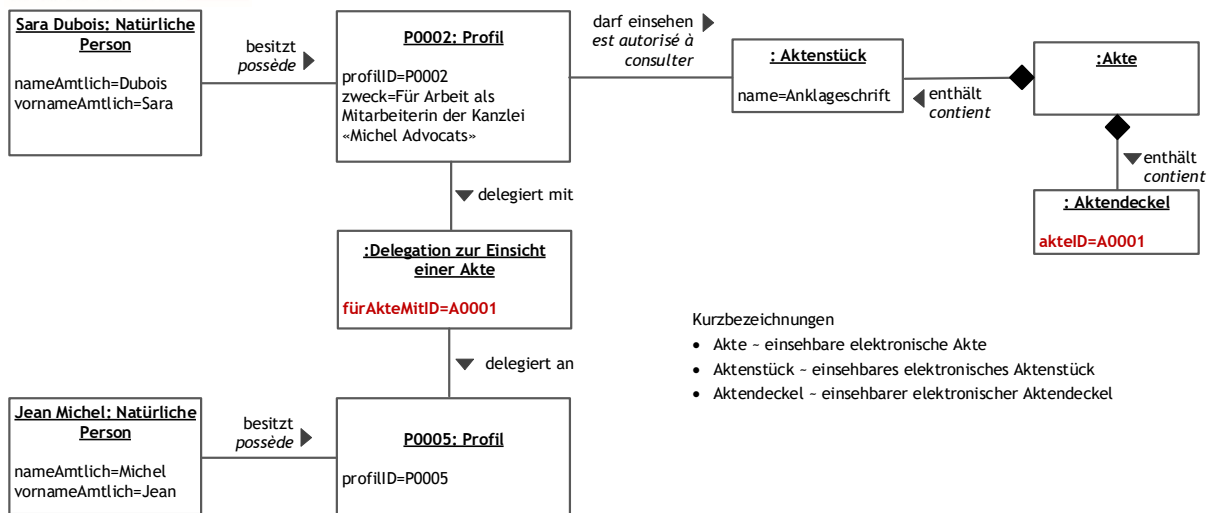 Sara Dubois: Natürliche
Person
nameAmtlich=Dubois
vornameAmtlich=Sara
besitzt
possède
P0002: Profil
profilID=P0002
zweck=Für Arbeit als
Mitarbeiterin der Kanzlei
«Michel Advocats»
darf einsehen
est autorisé à
consulter
: Aktenstück
name=Anklageschrift
enthält
contient
:Akte
enthält
contient
: Aktendeckel
akteID=A0001
delegiert mit
:Delegation zur Einsicht
einer Akte
fürAkteMitID=A0001
delegiert an
Kurzbezeichnungen
• Akte ~ einsehbare elektronische Akte
• Aktenstück ~ einsehbares elektronisches Aktenstück
• Aktendeckel ~ einsehbarer elektronischer Aktendeckel
Jean Michel: Natürliche
Person
nameAmtlich=Michel
vornameAmtlich=Jean
besitzt
possède
P0005: Profil
profilID=P0005